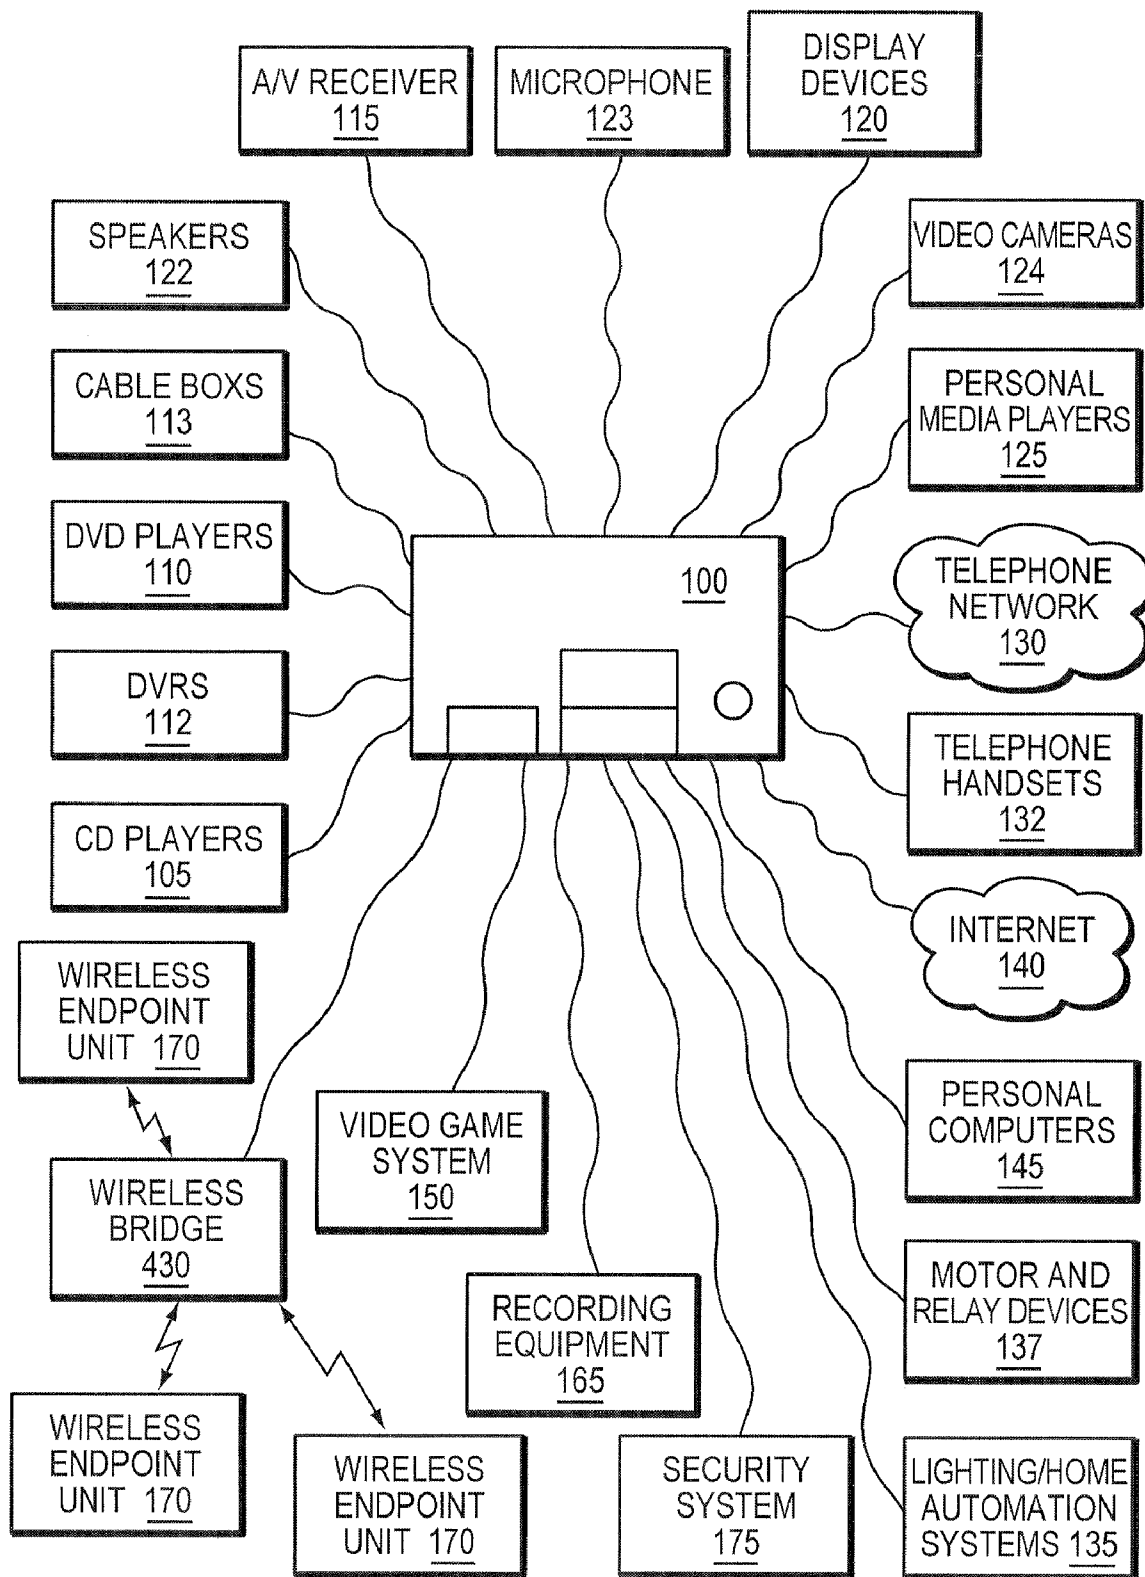 A/V RECEIVER
115
MICROPHONE
123
DISPLAY
DEVICES
120
SPEAKERS
122
VIDEO CAMERAS
124
CABLE BOXS
113
PERSONAL
MEDIA PLAYERS
125
DVD PLAYERS
110
100
TELEPHONE
NETWORK
130
DVRS
112
TELEPHONE
HANDSETS
132
CD PLAYERS
105
INTERNET
140
WIRELESS
ENDPOINT
UNIT 170
PERSONAL
COMPUTERS
145
VIDEO GAME
SYSTEM
150
WIRELESS
BRIDGE
430
MOTOR AND
RELAY DEVICES
137
RECORDING
EQUIPMENT
165
WIRELESS
ENDPOINT
UNIT 170
WIRELESS
ENDPOINT
UNIT 170
SECURITY
SYSTEM
175
LIGHTING/HOME
AUTOMATION
SYSTEMS 135